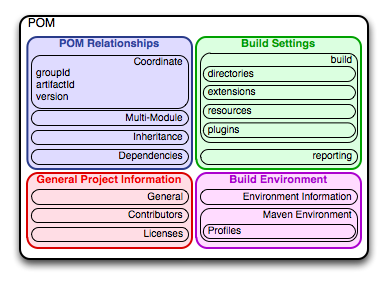 POM
POM Relationships
Coordinate
groupId
artifactId
version
Multi-Module
Inheritance
Dependencies
Build Settings
build
directories
extensions
resources
plugins
reporting
General Project Information
General
Contributors
Licenses
Build Environment
Environment Information
Maven Environment
Profiles